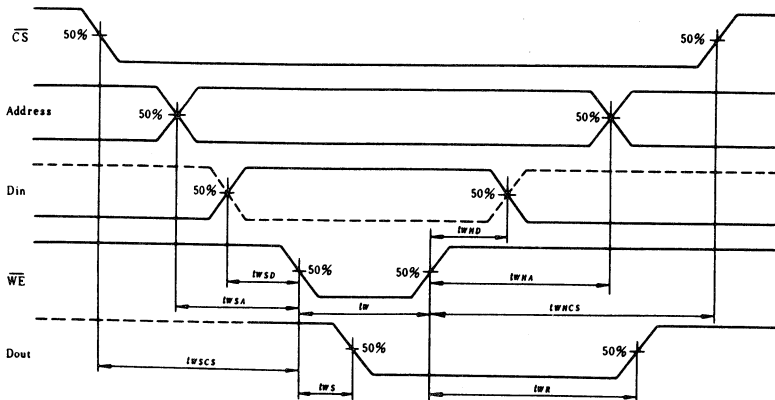 CS
50%
50%
Address
50%
50%
Din
50%
50%
tWHD
WE
50%
50%
tWSD
tWHA
tWSA
tW
tWHCS
Dout
50%
50%
tWSCS
tWS
tWR